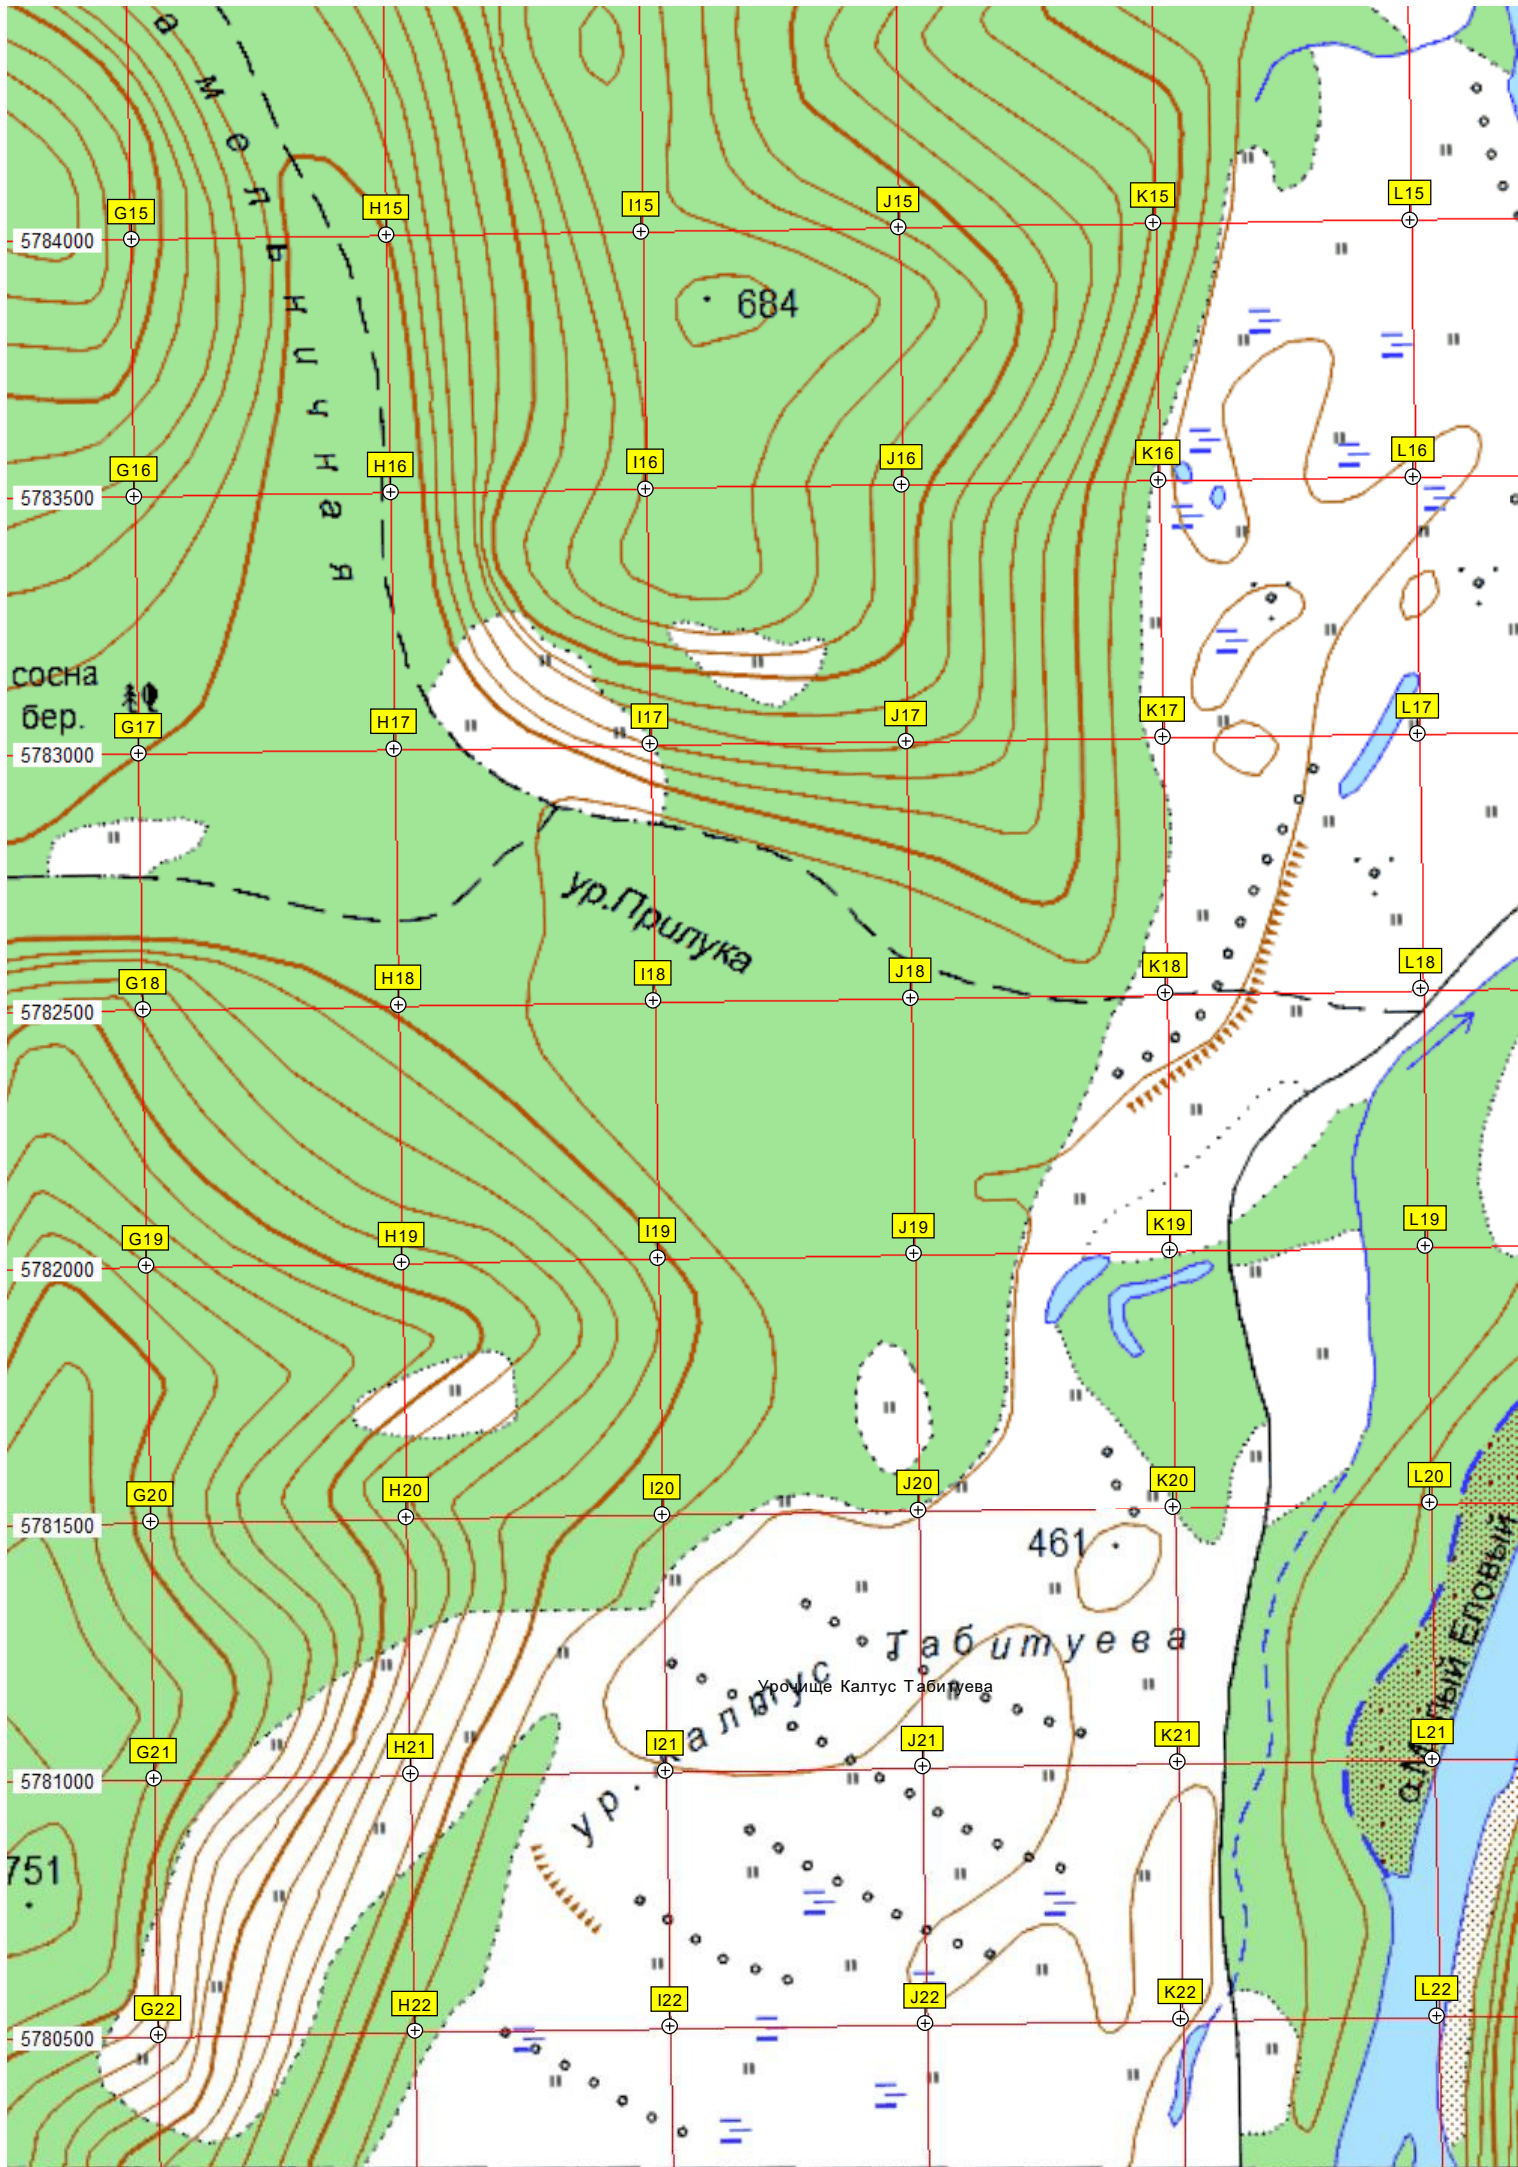 а мельничная
G15 H15 I15 J15 K15 L15
5784000
684
G16 H16 I16 J16 K16 L16
5783500
сосна
бер.
G17 H17 I17 J17 K17 L17
5783000
ур.Прилука
G18 H18 I18 J18 K18 L18
5782500
G19 H19 I19 J19 K19 L19
5782000
G20 H20 I20 J20 K20 L20
5781500
461
ур. Калтус Табитуева
Урочище Калтус Табитуева
Еловый
G21 H21 I21 J21 K21 L21
5781000
751
G22 H22 I22 J22 K22 L22
5780500